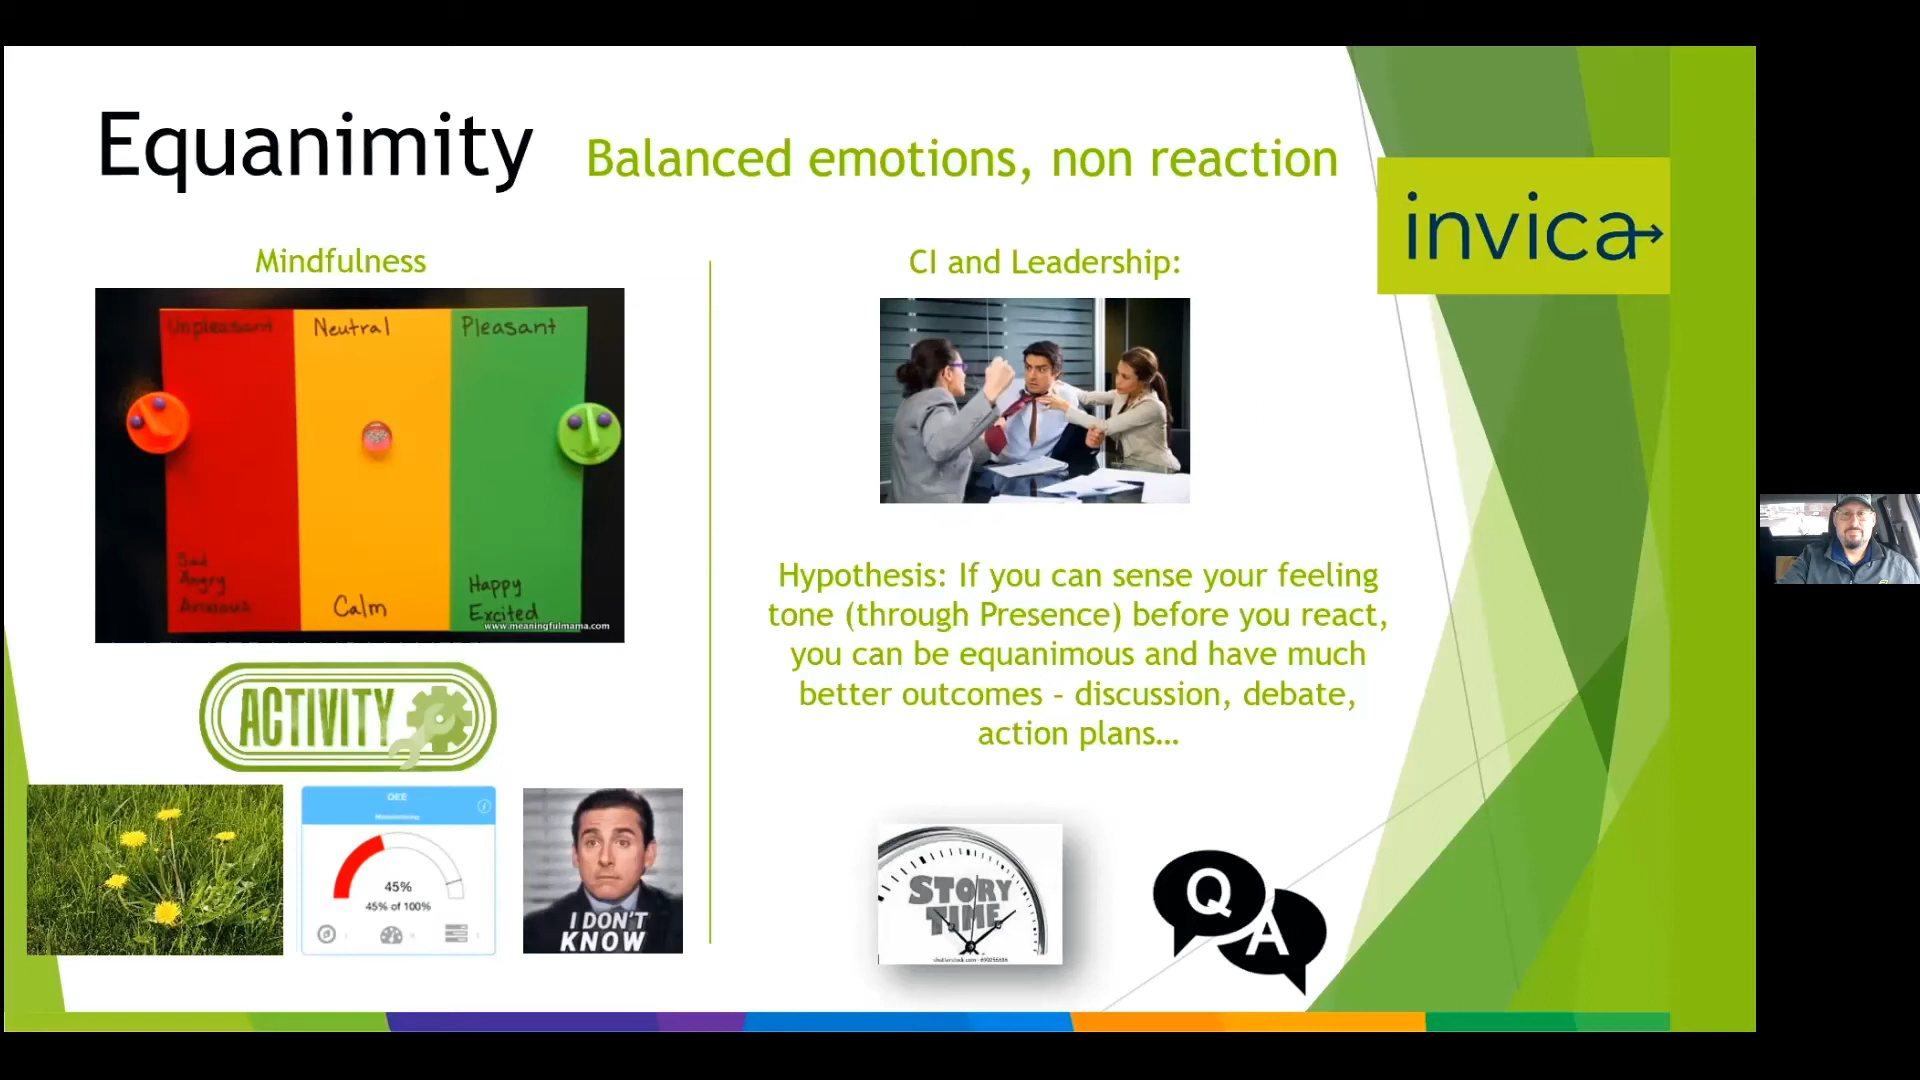 Equanimity Balanced emotions, non reaction
invica
Mindfulness
CI and Leadership:
Unpleasant
Neutral
Pleasant
Sad
Angry
Anxious
Calm
Happy
Excited
www.meaningfulmama.com
Hypothesis: If you can sense your feeling
tone (through Presence) before you react,
you can be equanimous and have much
better outcomes – discussion, debate,
action plans…
ACTIVITY
OEE
45%
45% of 100%
I DON'T
KNOW
STORY
TIME
Q
A